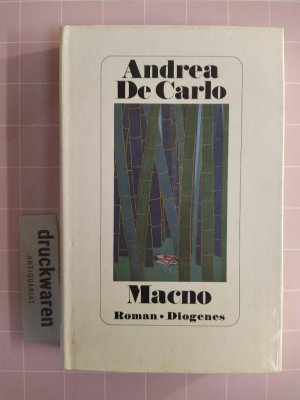 Andrea
De Carlo
Macno
Roman • Diogenes
druckwaren
ANTIQUARIAT